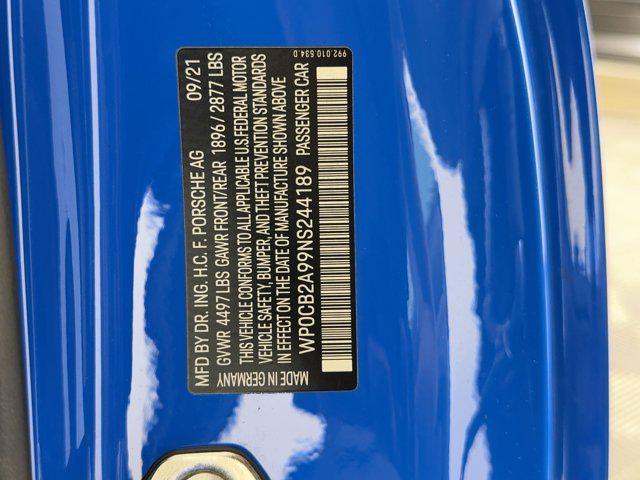 992.010.534.D
MFD BY DR. ING. H.C. F. PORSCHE AG 09/21
GVWR 4497 LBS GAWR FRONT/REAR 1896 / 2877 LBS
THIS VEHICLE CONFORMS TO ALL APPLICABLE U.S. FEDERAL MOTOR
VEHICLE SAFETY, BUMPER, AND THEFT PREVENTION STANDARDS
IN EFFECT ON THE DATE OF MANUFACTURE SHOWN ABOVE
WP0CB2A99NS244189 PASSENGER CAR
MADE IN GERMANY